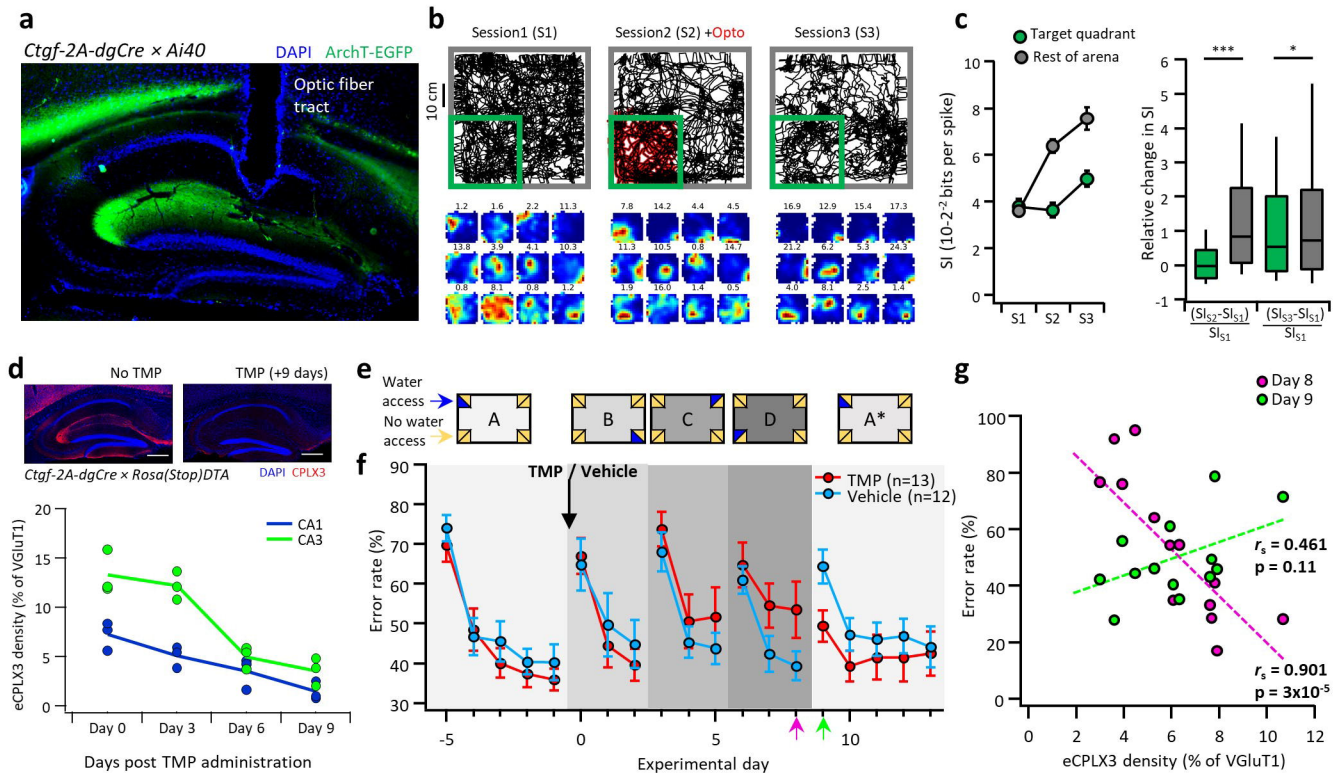 a
Ctgf-2A-dgCre × Ai40
DAPI
ArchT-EGFP
Optic fiber
tract
b
Session1 (S1)
Session2 (S2) +Opto
Session3 (S3)
10 cm
1.2 1.6 2.2 11.3
13.8 3.9 4.1 10.3
0.8 8.1 0.8 0.8
7.8 14.2 4.4 4.5
11.3 10.5 0.8 14.7
1.9 16.0 1.4 0.5
16.9 12.9 15.4 17.3
21.2 6.2 5.3 24.3
4.0 8.1 2.5 1.4
c
Target quadrant
Rest of arena
SI (10-2⁻² bits per spike)
10
8
6
4
2
0
S1 S2 S3
Relative change in SI
6
5
4
3
2
1
0
-1
*** *
(SI_S2-SI_S1) (SI_S3-SI_S1)
SI_S1 SI_S1
d
No TMP
TMP (+9 days)
Ctgf-2A-dgCre × Rosa(Stop)DTA
DAPI CPLX3
eCPLX3 density (% of VGluT1)
20
15
10
5
0
CA1
CA3
Day 0 Day 3 Day 6 Day 9
Days post TMP administration
e
Water
access
No water
access
A B C D A*
f
TMP / Vehicle
TMP (n=13)
Vehicle (n=12)
Error rate (%)
90
80
70
60
50
40
30
-5 0 5 10
Experimental day
g
Day 8
Day 9
Error rate (%)
100
80
60
40
20
0
r_s = 0.461
p = 0.11
r_s = 0.901
p = 3x10⁻⁵
0 2 4 6 8 10 12
eCPLX3 density (% of VGluT1)